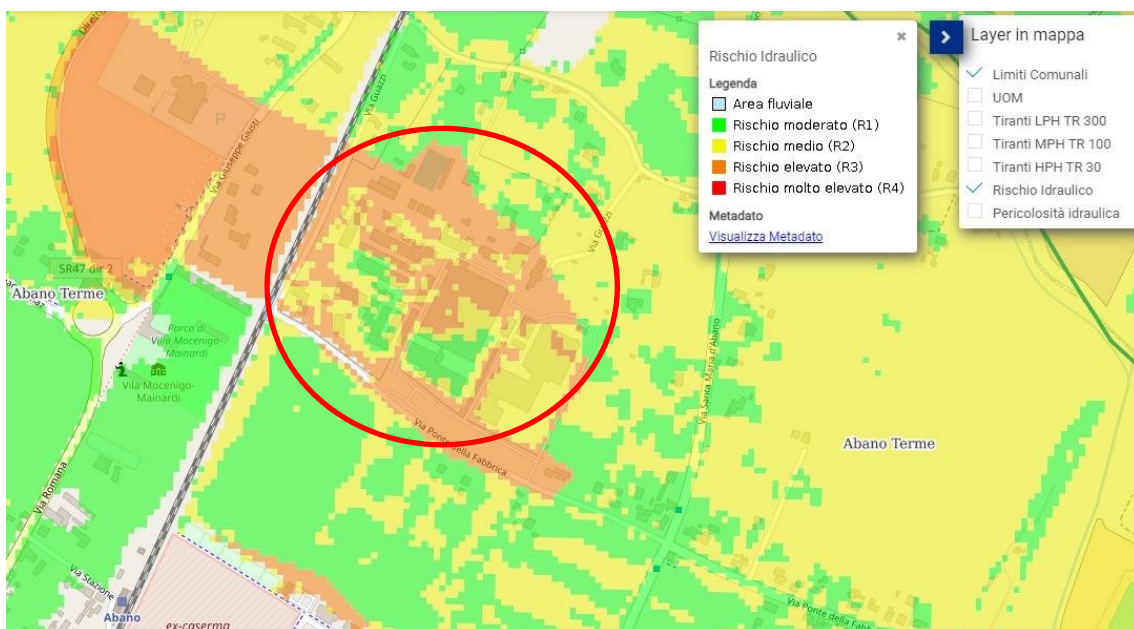 Rischio Idraulico
Legenda
Area fluviale
Rischio moderato (R1)
Rischio medio (R2)
Rischio elevato (R3)
Rischio molto elevato (R4)
Metadato
Visualizza Metadato
Layer in mappa
Limiti Comunali
UOM
Tiranti LPH TR 300
Tiranti MPH TR 100
Tiranti HPH TR 30
Rischio Idraulico
Pericolosità idraulica
Via Guazzi
P
Via Giuseppe Giusti
Via Guazzi
SR47 dir 2
Abano Terme
Parco di
Villa Mocenigo-
Mainardi
Vila Mocenigo-
Mainardi
Via Santa Maria d'Abano
Via Ponte della Fabbrica
Abano Terme
Via Romana
Via Stazione
Abano
ex-caserma
Via Ponte della